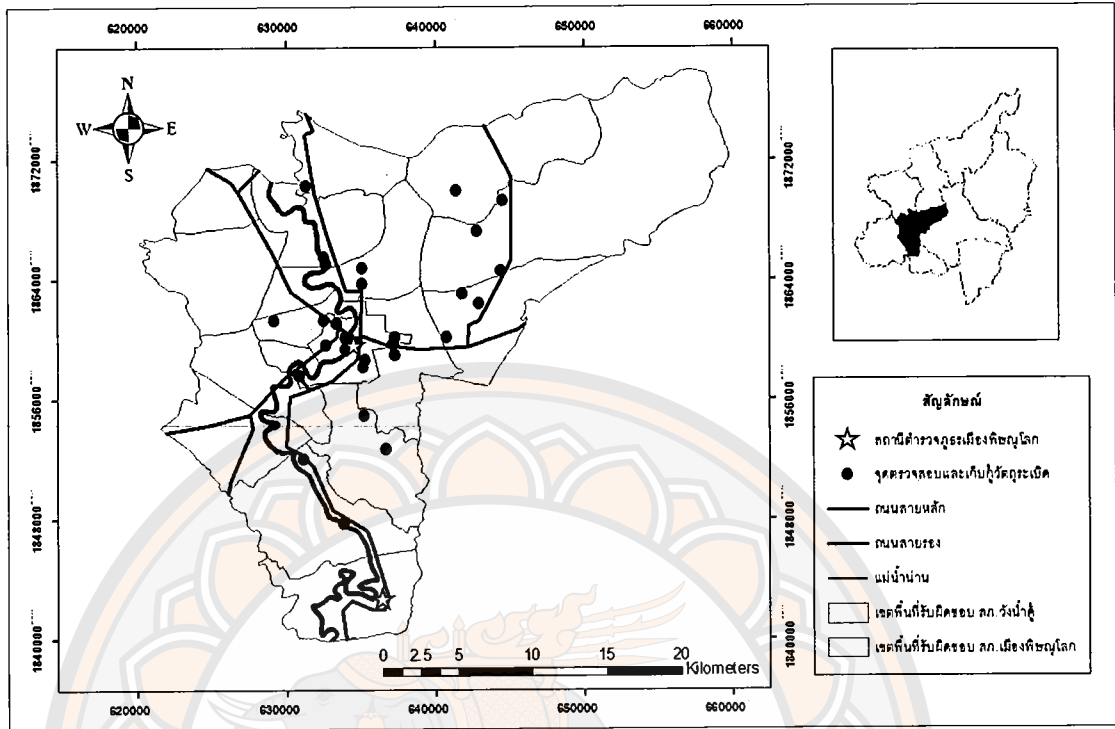 620000 630000 640000 650000 660000
N
W E
S
1872000 1872000
1864000 1864000
1856000 1856000
1848000 1848000
1840000 1840000
0 2.5 5 10 15 20
Kilometers
620000 630000 640000 650000 660000
สัญลักษณ์
สถานีตำรวจภูธรเมืองพิษณุโลก
จุดตรวจสอบและเก็บกู้วัตถุระเบิด
ถนนสายหลัก
ถนนสายรอง
แม่น้ำน่าน
เขตพื้นที่รับผิดชอบ สภ.วังน้ำคู้
เขตพื้นที่รับผิดชอบ สภ.เมืองพิษณุโลก